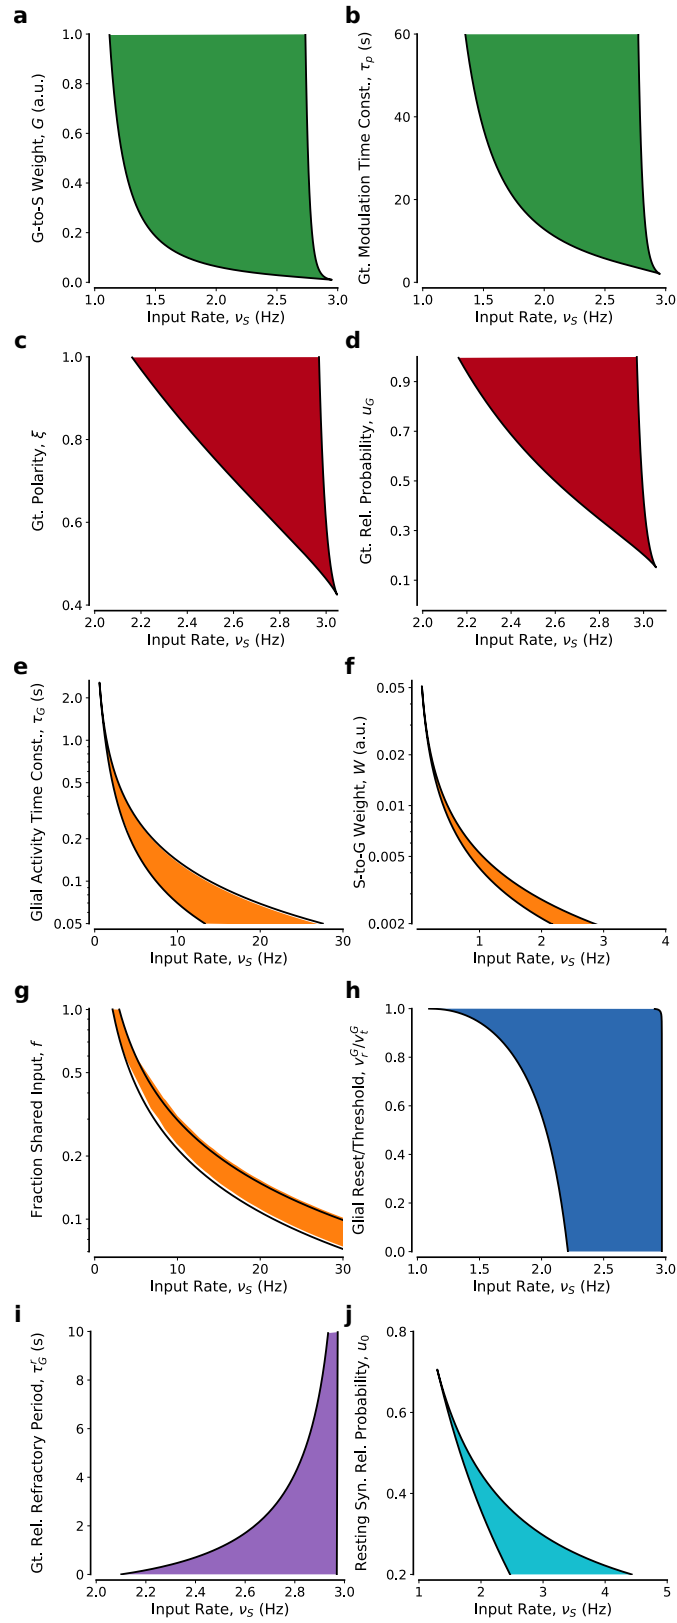 a
G-to-S Weight, G (a.u.)
1.0
0.8
0.6
0.4
0.2
0.0
1.0 1.5 2.0 2.5 3.0
Input Rate, νS (Hz)
b
Gt. Modulation Time Const., τp (s)
60
40
20
0
1.0 1.5 2.0 2.5 3.0
Input Rate, νS (Hz)
c
Gt. Polarity, ξ
1.0
0.8
0.6
0.4
2.0 2.2 2.4 2.6 2.8 3.0
Input Rate, νS (Hz)
d
Gt. Rel. Probability, uG
0.9
0.7
0.5
0.3
0.1
2.0 2.2 2.4 2.6 2.8 3.0
Input Rate, νS (Hz)
e
Glial Activity Time Const., τG (s)
2.0
1.0
0.5
0.2
0.1
0.05
0 10 20 30
Input Rate, νS (Hz)
f
S-to-G Weight, W (a.u.)
0.05
0.02
0.01
0.005
0.002
1 2 3 4
Input Rate, νS (Hz)
g
Fraction Shared Input, f
1.0
0.5
0.2
0.1
0 10 20 30
Input Rate, νS (Hz)
h
Glial Reset/Threshold, vrG/vtG
1.0
0.8
0.6
0.4
0.2
0.0
1.0 1.5 2.0 2.5 3.0
Input Rate, νS (Hz)
i
Gt. Rel. Refractory Period, τGr (s)
10
8
6
4
2
0
2.0 2.2 2.4 2.6 2.8 3.0
Input Rate, νS (Hz)
j
Resting Syn. Rel. Probability, u0
0.8
0.6
0.4
0.2
1 2 3 4 5
Input Rate, νS (Hz)